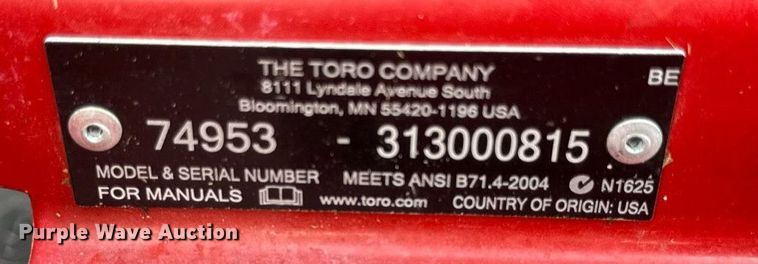 THE TORO COMPANY
BE
8111 Lyndale Avenue South
Bloomington, MN 55420-1196 USA
74953 - 313000815
MODEL & SERIAL NUMBER MEETS ANSI B71.4-2004 N1625
FOR MANUALS www.toro.com COUNTRY OF ORIGIN: USA
Purple Wave Auction